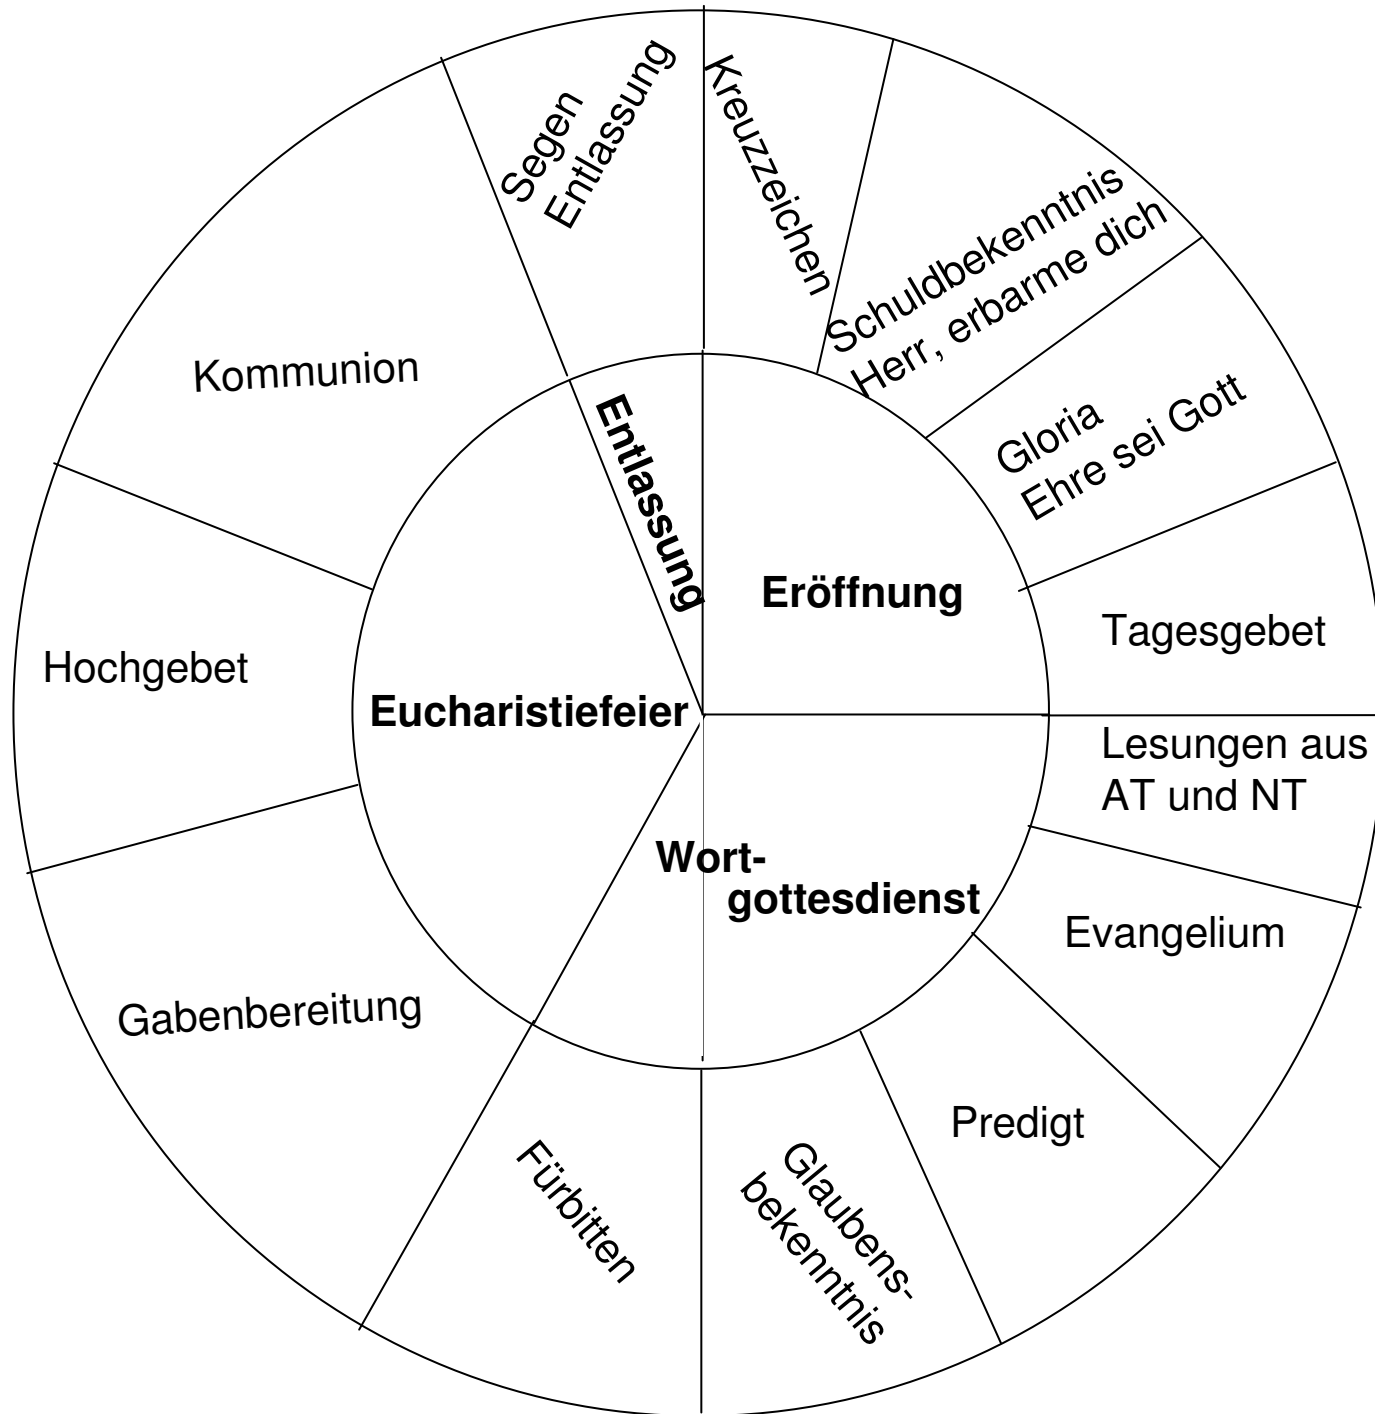 Kreuzzeichen
Schuldbekenntnis
Herr, erbarme dich
Gloria
Ehre sei Gott
Tagesgebet
Lesungen aus
AT und NT
Evangelium
Predigt
Glaubens-
bekenntnis
Fürbitten
Gabenbereitung
Hochgebet
Kommunion
Segen
Entlassung
Eröffnung
Wort-
gottesdienst
Eucharistiefeier
Entlassung